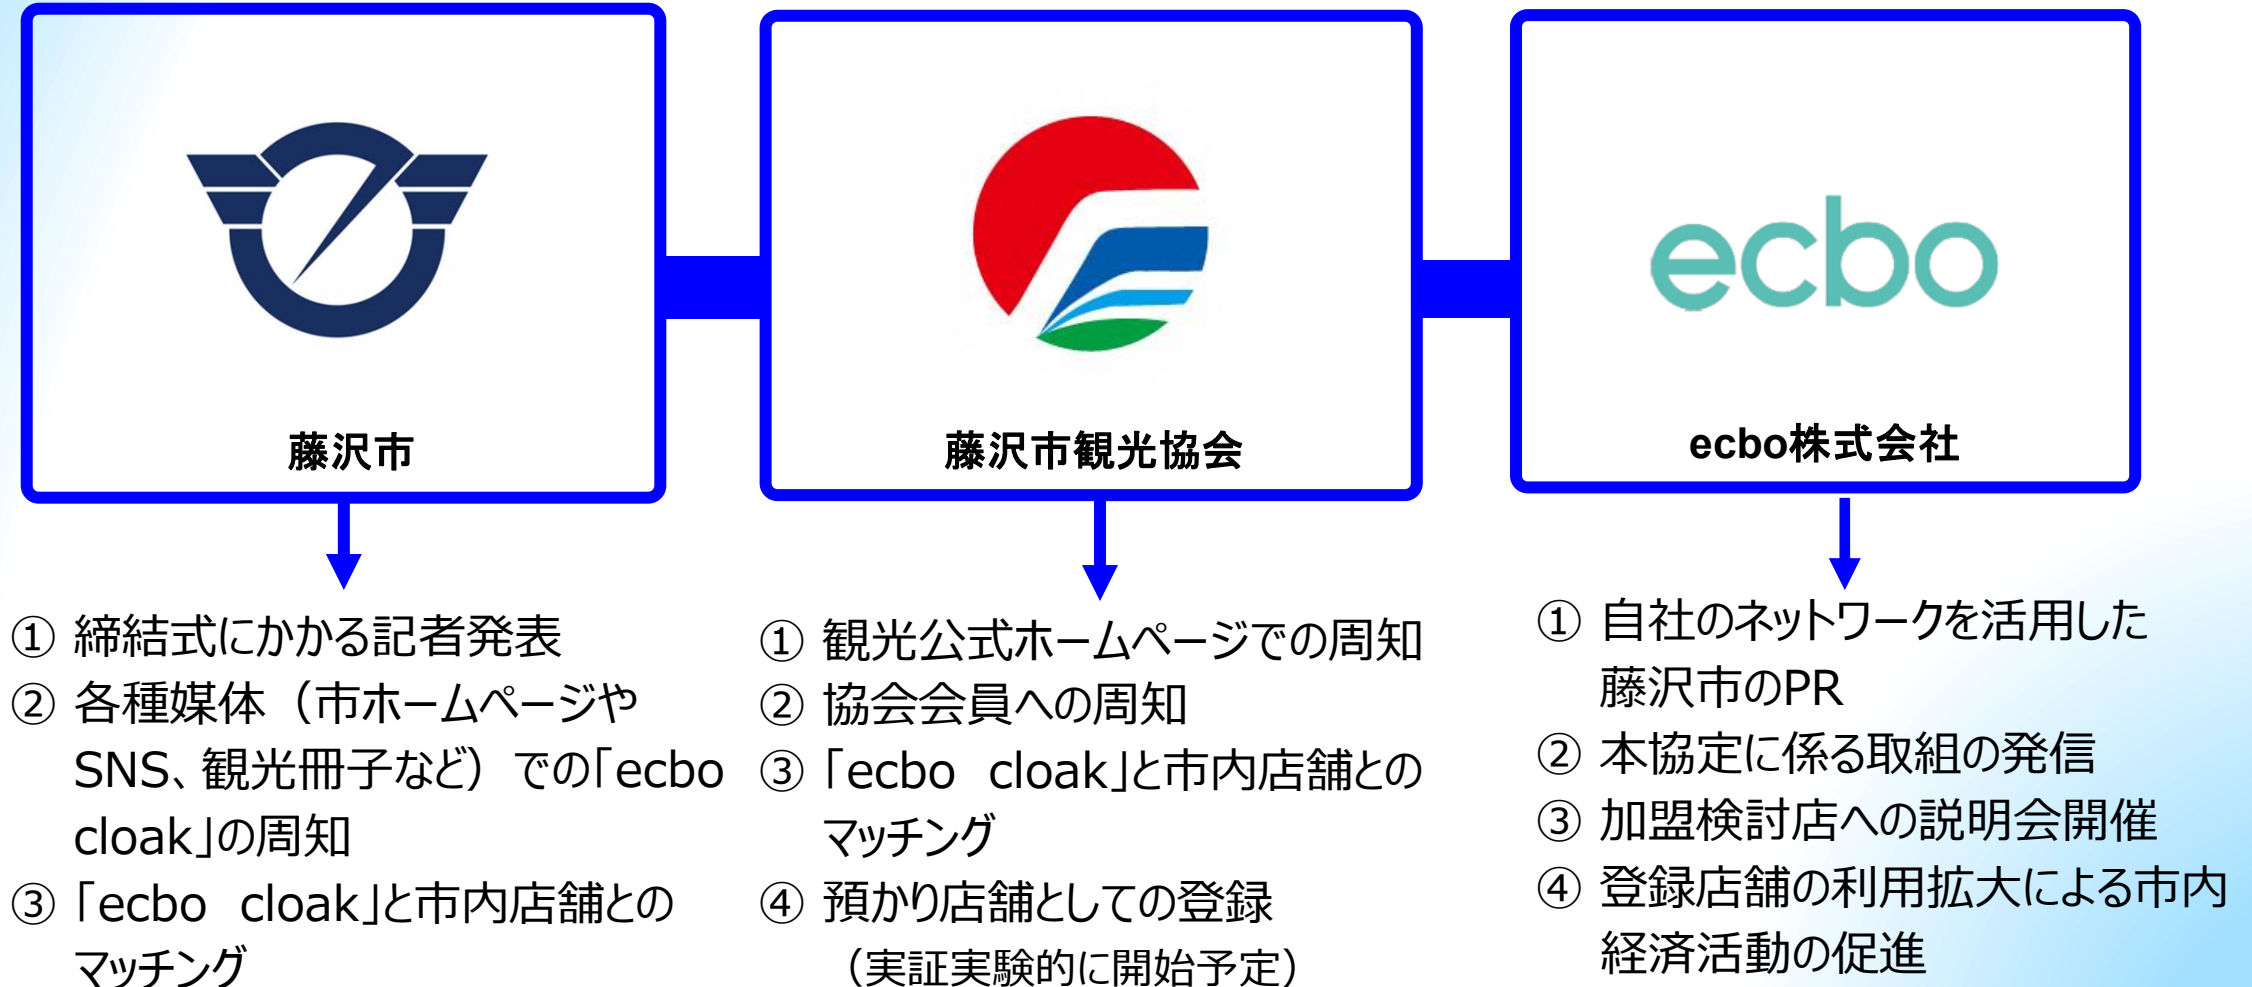 ecbo
藤沢市
藤沢市観光協会
ecbo株式会社
① 締結式にかかる記者発表
② 各種媒体（市ホームページや
SNS、観光冊子など）での「ecbo
cloak」の周知
③ 「ecbo　cloak」と市内店舗との
マッチング
① 観光公式ホームページでの周知
② 協会会員への周知
③ 「ecbo　cloak」と市内店舗との
マッチング
④ 預かり店舗としての登録
（実証実験的に開始予定）
① 自社のネットワークを活用した
藤沢市のPR
② 本協定に係る取組の発信
③ 加盟検討店への説明会開催
④ 登録店舗の利用拡大による市内
経済活動の促進